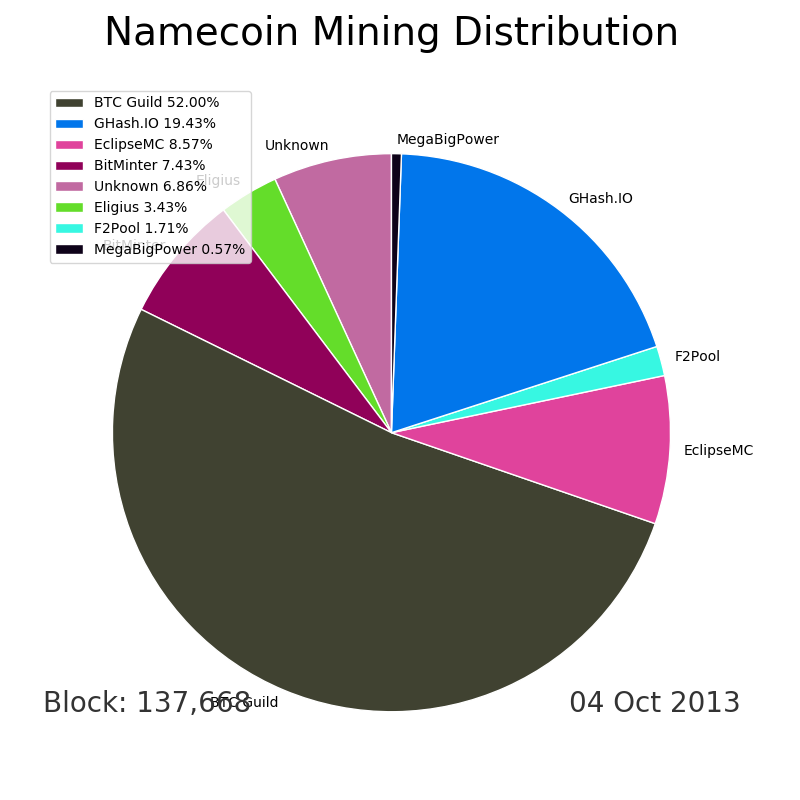 Namecoin Mining Distribution
BTC Guild 52.00%
GHash.IO 19.43%
EclipseMC 8.57%
BitMinter 7.43%
Unknown 6.86%
Eligius 3.43%
F2Pool 1.71%
MegaBigPower 0.57%
MegaBigPower
Unknown
Eligius
GHash.IO
BitMinter
F2Pool
EclipseMC
BTC Guild
Block: 137,668
04 Oct 2013